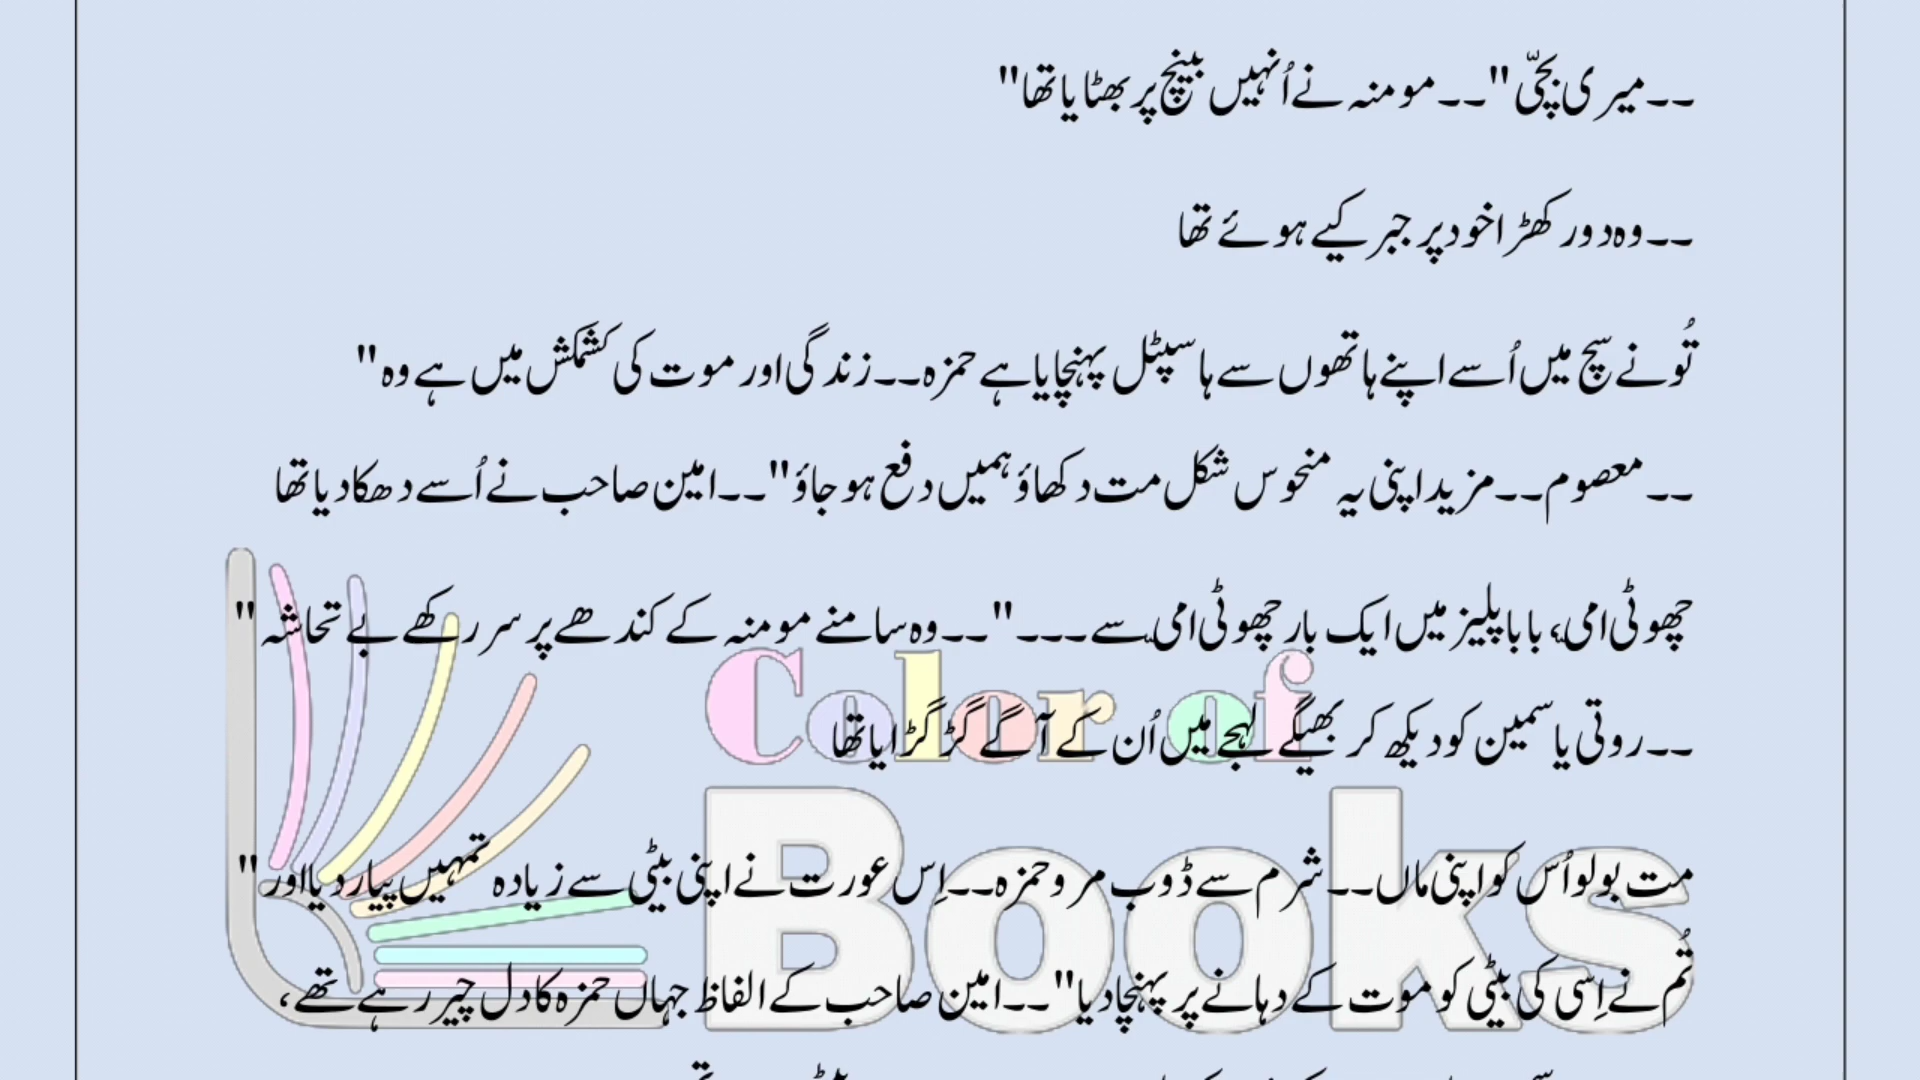 ۔۔میری بچّی"۔۔مومنہ نے اُنہیں بینچ پر بھٹایا تھا"
۔۔وہ دور کھڑا خود پر جبر کیے ہوئے تھا
تُو نے سچ میں اُسے اپنے ہاتھوں سے ہاسپٹل پہنچایا ہے حمزہ۔۔زندگی اور موت کی کشمکش میں ہے وہ"
۔۔معصوم۔۔مزید اپنی یہ منحوس شکل مت دکھاؤ ہمیں دفع ہو جاؤ"۔۔امین صاحب نے اُسے دھکا دیا تھا
چھوٹی امی، بابا پلیز میں ایک بار چھوٹی امی سے۔۔۔"۔۔وہ سامنے مومنہ کے کندھے پر سر رکھے بے تحاشہ"
۔۔روتی یاسمین کو دیکھ کر بھیگے لہجے میں اُن کے آگے گڑگڑایا تھا
مت بولو اُس کو اپنی ماں۔۔شرم سے ڈوب مرو حمزہ۔۔اِس عورت نے اپنی بیٹی سے زیادہ تمہیں پیار دیا اور"
تُم نے اِسی کی بیٹی کو موت کے دہانے پر پہنچا دیا"۔۔امین صاحب کے الفاظ جہاں حمزہ کا دل چیر رہے تھے،
Color of
Books